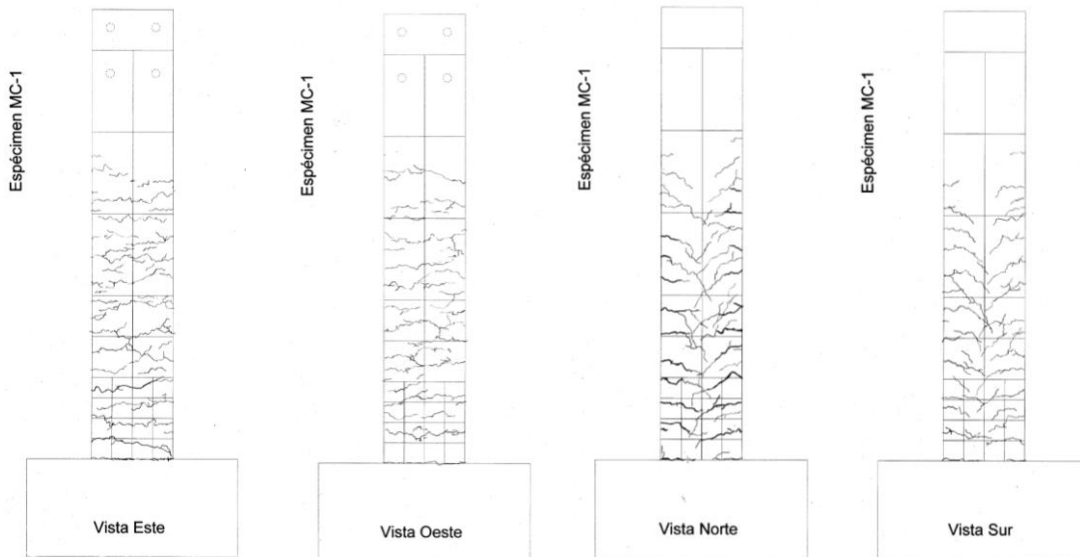 Espécimen MC-1
Vista Este
Espécimen MC-1
Vista Oeste
Espécimen MC-1
Vista Norte
Espécimen MC-1
Vista Sur